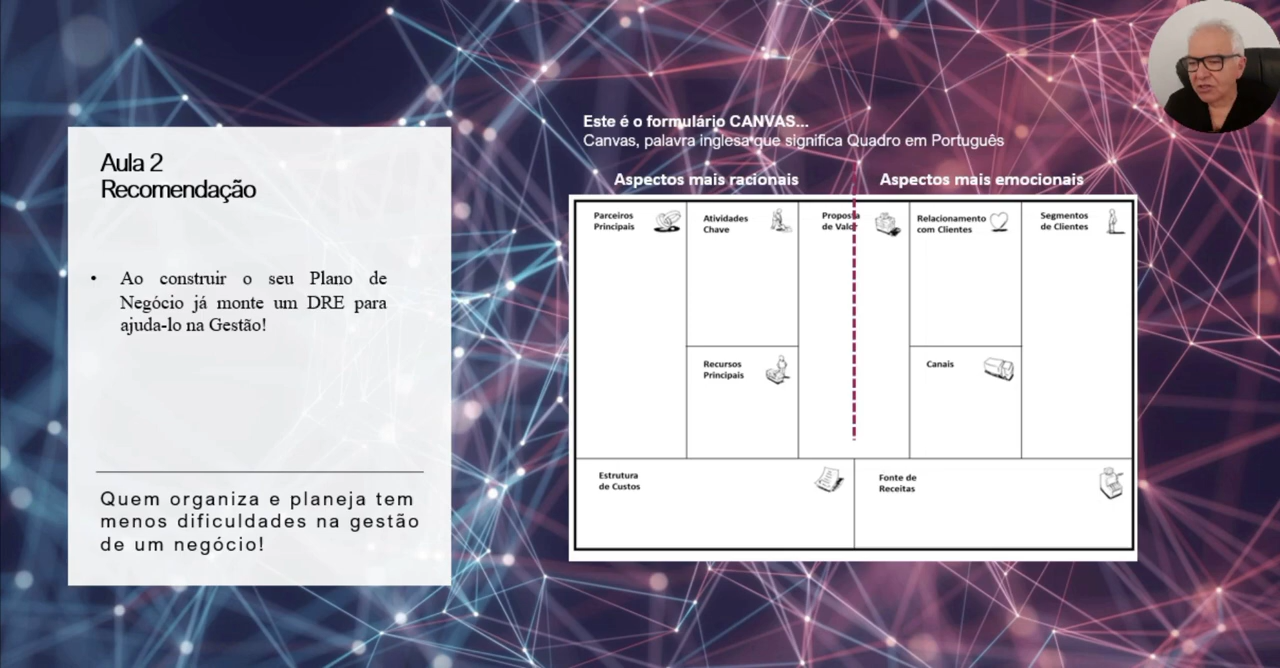 Aula 2
Recomendação
• Ao construir o seu Plano de
Negócio já monte um DRE para
ajuda-lo na Gestão!
Quem organiza e planeja tem
menos dificuldades na gestão
de um negócio!
Este é o formulário CANVAS...
Canvas, palavra inglesa que significa Quadro em Português
Aspectos mais racionais
Aspectos mais emocionais
Parceiros
Principais
Atividades
Chave
Proposta
de Valor
Relacionamento
com Clientes
Segmentos
de Clientes
Recursos
Principais
Canais
Estrutura
de Custos
Fonte de
Receitas